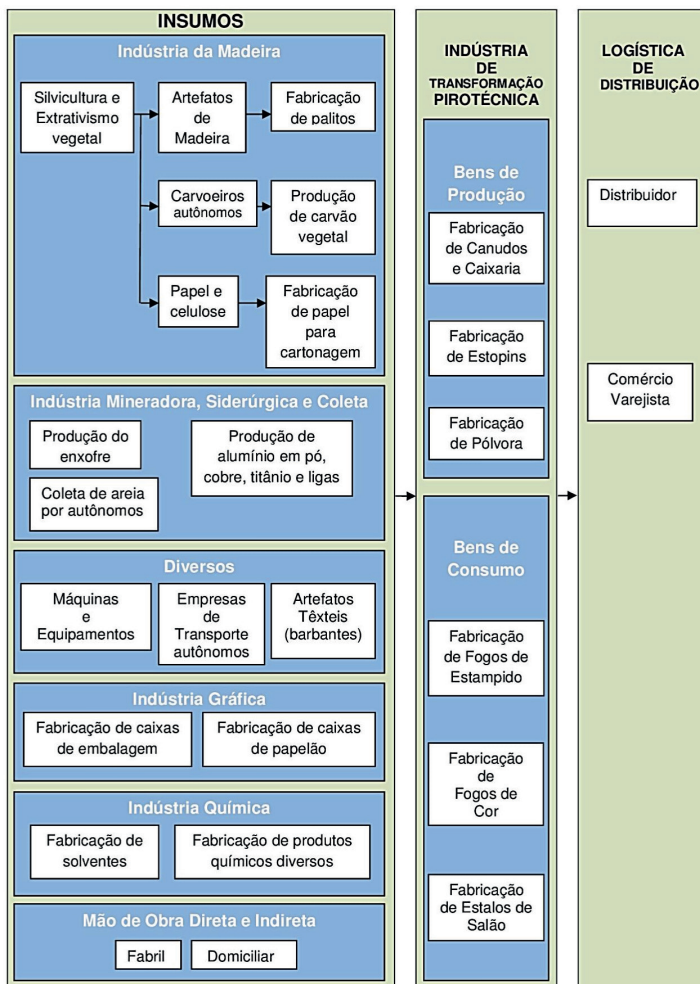 INSUMOS
Indústria da Madeira
Silvicultura e
Extrativismo
vegetal
Artefatos
de
Madeira
Fabricação
de palitos
Carvoeiros
autônomos
Produção
de carvão
vegetal
Papel e
celulose
Fabricação
de papel
para
cartonagem
Indústria Mineradora, Siderúrgica e Coleta
Produção do
enxofre
Coleta de areia
por autônomos
Produção de
alumínio em pó,
cobre, titânio e ligas
Diversos
Máquinas
e
Equipamentos
Empresas
de
Transporte
autônomos
Artefatos
Têxteis
(barbantes)
Indústria Gráfica
Fabricação de caixas
de embalagem
Fabricação de caixas
de papelão
Indústria Química
Fabricação de
solventes
Fabricação de produtos
químicos diversos
Mão de Obra Direta e Indireta
Fabril
Domiciliar
INDÚSTRIA
DE
TRANSFORMAÇÃO
PIROTÉCNICA
Bens de
Produção
Fabricação
de Canudos
e Caixaria
Fabricação
de Estopins
Fabricação
de Pólvora
Bens de
Consumo
Fabricação
de Fogos de
Estampido
Fabricação
de
Fogos de
Cor
Fabricação
de Estalos de
Salão
LOGÍSTICA
DE
DISTRIBUIÇÃO
Distribuidor
Comércio
Varejista